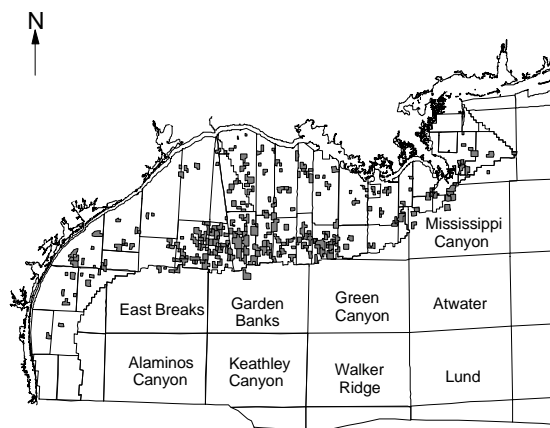 N
Mississippi
Canyon
East Breaks
Garden
Banks
Green
Canyon
Atwater
Alaminos
Canyon
Keathley
Canyon
Walker
Ridge
Lund